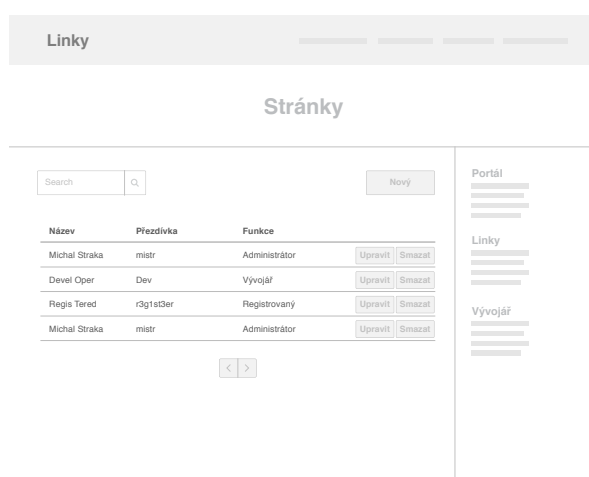 Linky
Stránky
Search
Nový
Název Přezdívka Funkce
Michal Straka mistr Administrátor Upravit Smazat
Devel Oper Dev Vývojář Upravit Smazat
Regis Tered r3g1st3er Registrovaný Upravit Smazat
Michal Straka mistr Administrátor Upravit Smazat
Portál
Linky
Vývojář